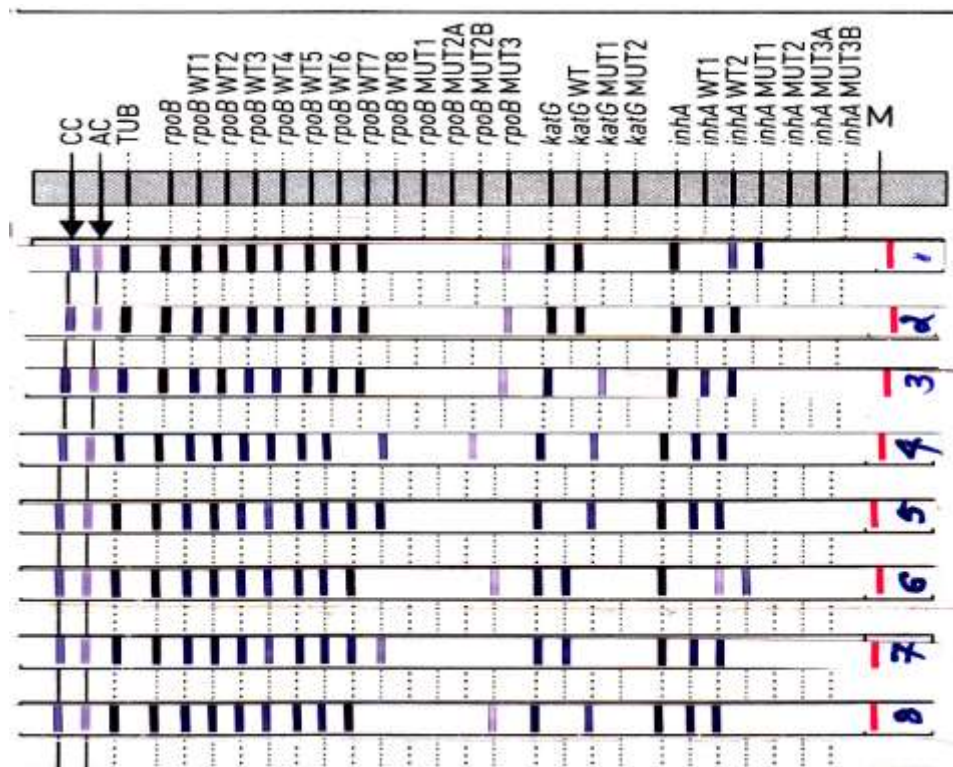 CC
AC
TUB
rpoB
rpoB WT1
rpoB WT2
rpoB WT3
rpoB WT4
rpoB WT5
rpoB WT6
rpoB WT7
rpoB WT8
rpoB MUT1
rpoB MUT2A
rpoB MUT2B
rpoB MUT3
katG
katG WT
katG MUT1
katG MUT2
inhA
inhA WT1
inhA WT2
inhA MUT1
inhA MUT2
inhA MUT3A
inhA MUT3B
M
1
2
3
4
5
6
7
8